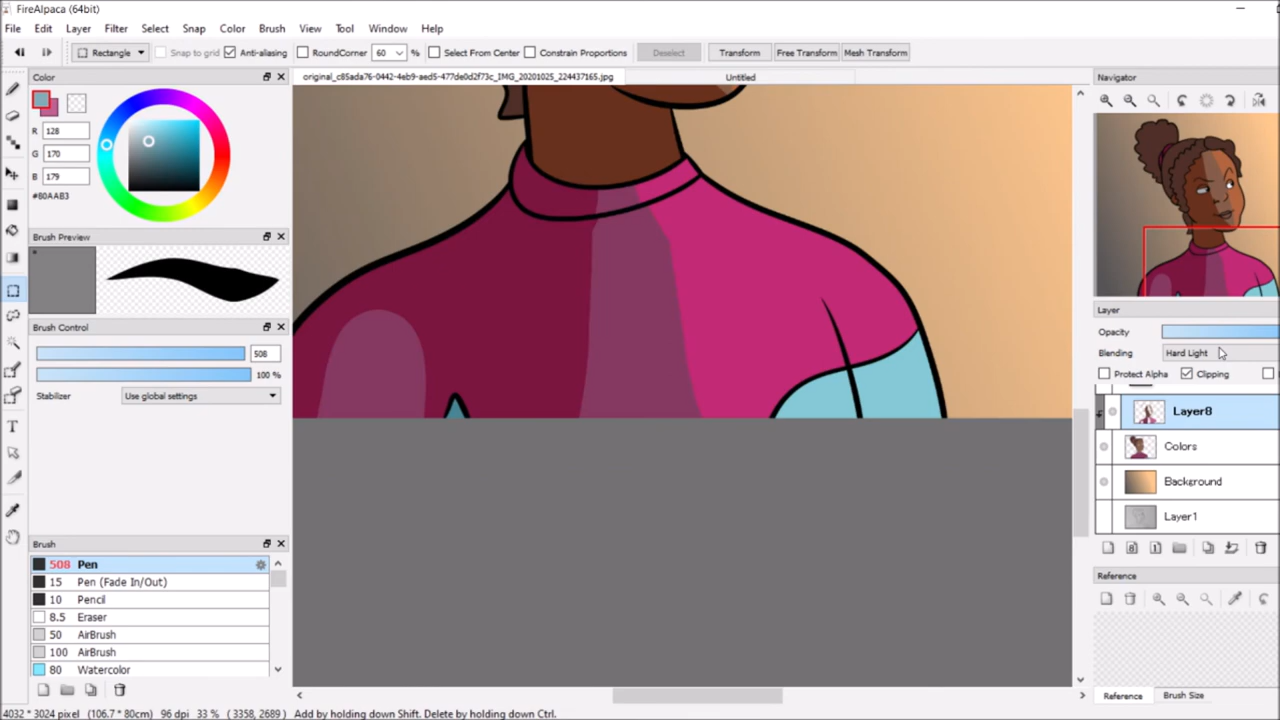 FireAlpaca (64bit)
File Edit Layer Filter Select Snap Color Brush View Tool Window Help
Rectangle Snap to grid Anti-aliasing RoundCorner 60 % Select From Center Constrain Proportions Deselect Transform Free Transform Mesh Transform
Color
original_c85ada76-0442-4eb9-aed5-477de0d2f73c_IMG_20201025_224437165.jpg
Untitled
Navigator
R 128
G 170
B 179
#80AAB3
Brush Preview
Brush Control
508
100 %
Stabilizer Use global settings
Brush
508 Pen
15 Pen (Fade In/Out)
10 Pencil
8.5 Eraser
50 AirBrush
100 AirBrush
80 Watercolor
Layer
Opacity
Blending Hard Light
Protect Alpha Clipping
Layer8
Colors
Background
Layer1
8 1
Reference
Reference Brush Size
4032 * 3024 pixel (106.7 * 80cm) 96 dpi 33 % ( 3358, 2689 ) Add by holding down Shift. Delete by holding down Ctrl.